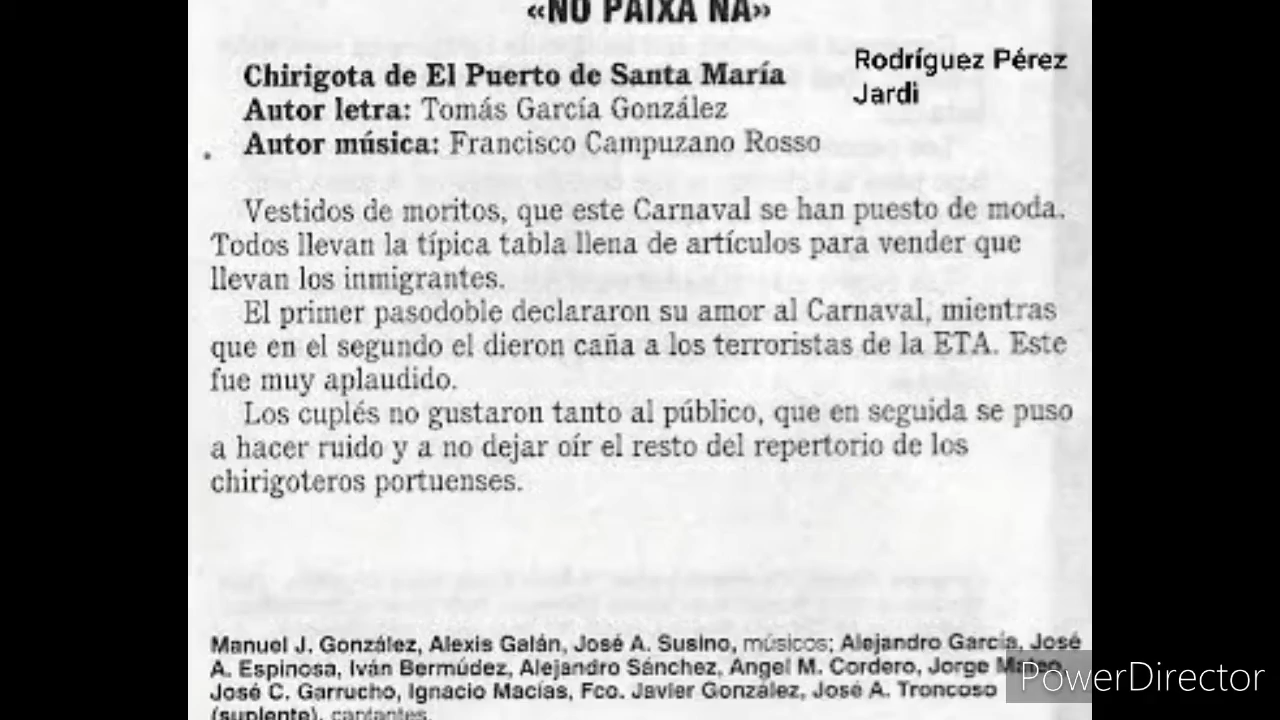 «NO PAIXA NA»
Rodríguez Pérez
Jardi
Chirigota de El Puerto de Santa María
Autor letra: Tomás García González
Autor música: Francisco Campuzano Rosso
Vestidos de moritos, que este Carnaval se han puesto de moda.
Todos llevan la típica tabla llena de artículos para vender que
llevan los inmigrantes.
El primer pasodoble declararon su amor al Carnaval, mientras
que en el segundo el dieron caña a los terroristas de la ETA. Este
fue muy aplaudido.
Los cuplés no gustaron tanto al público, que en seguida se puso
a hacer ruido y a no dejar oír el resto del repertorio de los
chirigoteros portuenses.
Manuel J. González, Alexis Galán, José A. Susino, músicos; Alejandro García, José
A. Espinosa, Iván Bermúdez, Alejandro Sánchez, Angel M. Cordero, Jorge
José C. Garrucho, Ignacio Macías, Fco. Javier González, José A. Troncoso
(suplente), cantantes.
PowerDirector